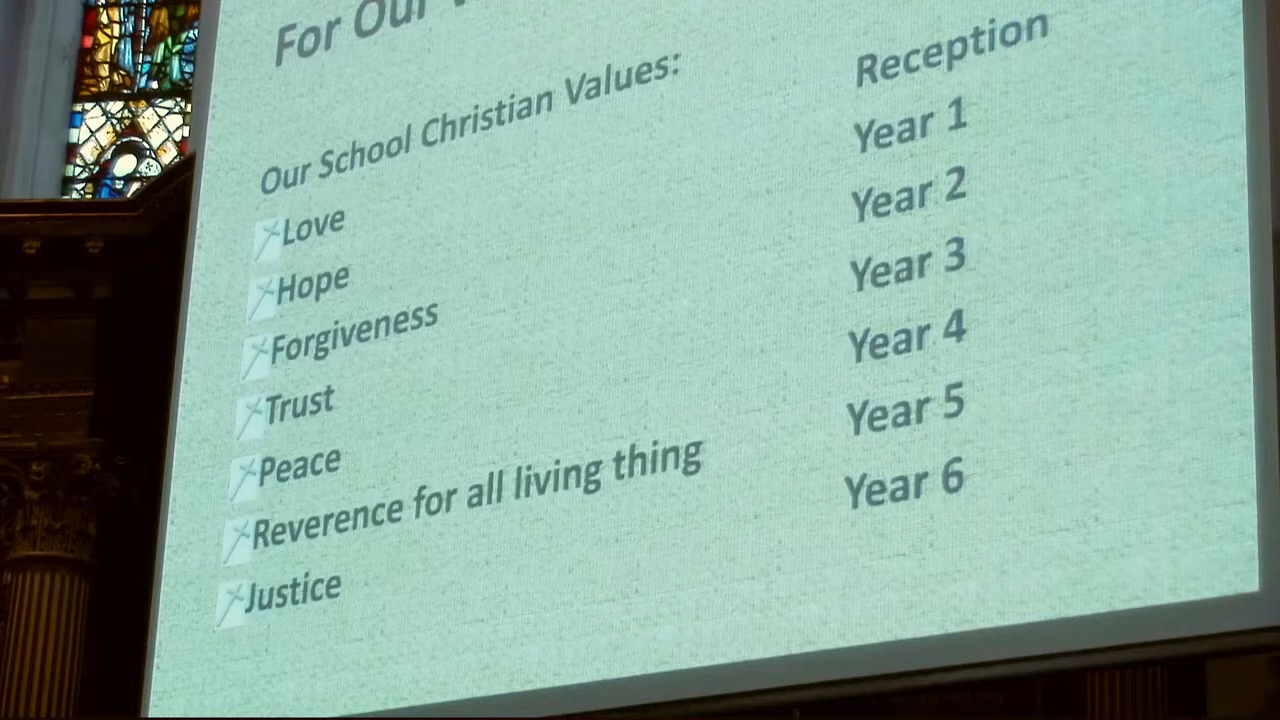 For Our
Our School Christian Values:
Love
Hope
Forgiveness
Trust
Peace
Reverence for all living thing
Justice
Reception
Year 1
Year 2
Year 3
Year 4
Year 5
Year 6